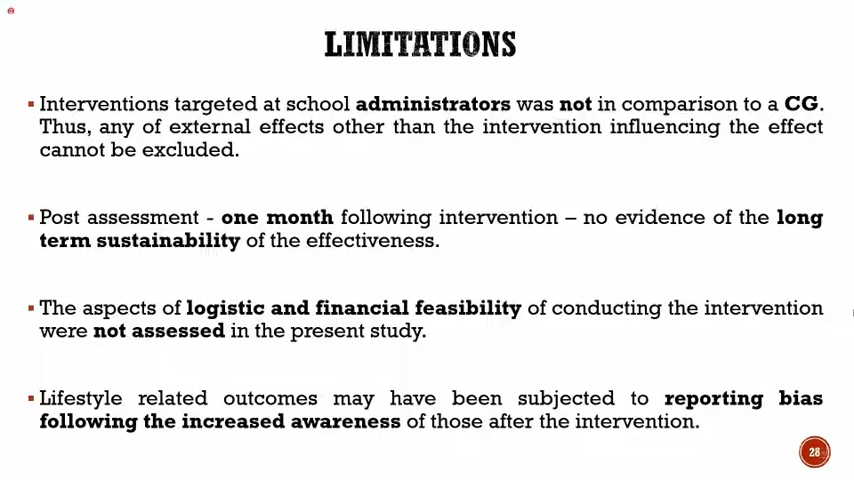 LIMITATIONS
Interventions targeted at school administrators was not in comparison to a CG.
Thus, any of external effects other than the intervention influencing the effect
cannot be excluded.
Post assessment - one month following intervention – no evidence of the long
term sustainability of the effectiveness.
The aspects of logistic and financial feasibility of conducting the intervention
were not assessed in the present study.
Lifestyle related outcomes may have been subjected to reporting bias
following the increased awareness of those after the intervention.
28